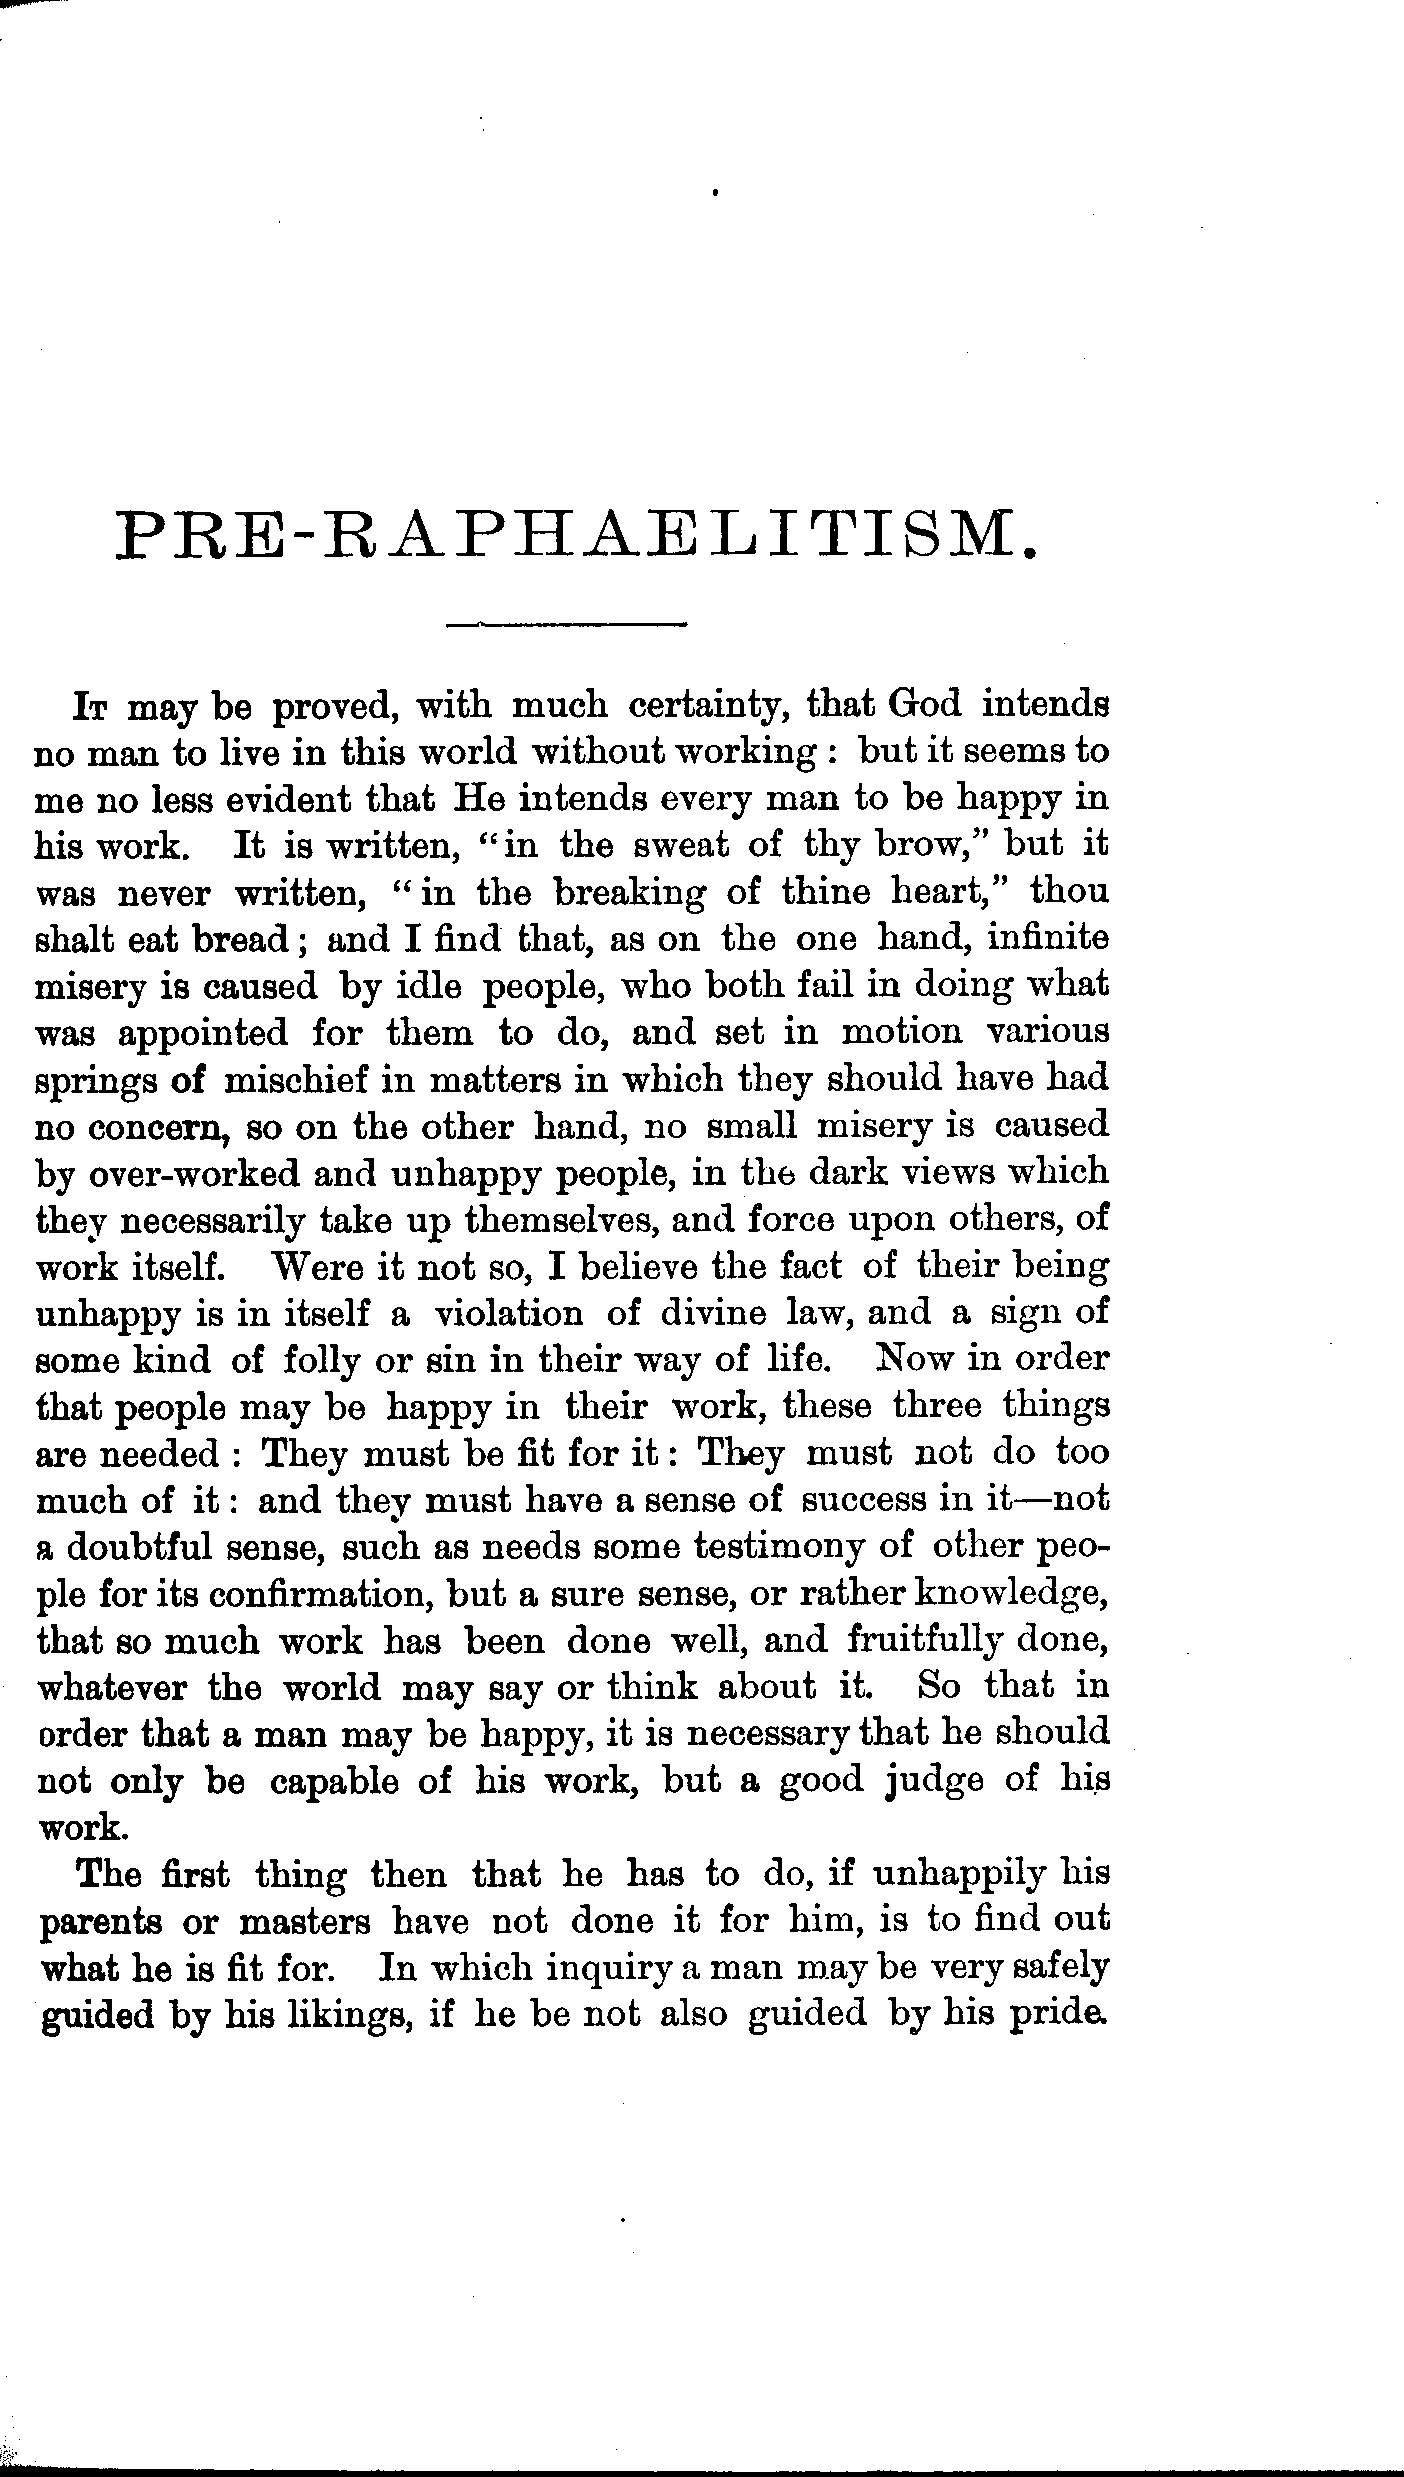 PRE-RAPHAELITISM.
IT may be proved, with much certainty, that God intends
no man to live in this world without working : but it seems to
me no less evident that He intends every man to be happy in
his work. It is written, “in the sweat of thy brow,” but it
was never written, “in the breaking of thine heart,” thou
shalt eat bread; and I find that, as on the one hand, infinite
misery is caused by idle people, who both fail in doing what
was appointed for them to do, and set in motion various
springs of mischief in matters in which they should have had
no concern, so on the other hand, no small misery is caused
by over-worked and unhappy people, in the dark views which
they necessarily take up themselves, and force upon others, of
work itself. Were it not so, I believe the fact of their being
unhappy is in itself a violation of divine law, and a sign of
some kind of folly or sin in their way of life. Now in order
that people may be happy in their work, these three things
are needed : They must be fit for it : They must not do too
much of it : and they must have a sense of success in it—not
a doubtful sense, such as needs some testimony of other peo-
ple for its confirmation, but a sure sense, or rather knowledge,
that so much work has been done well, and fruitfully done,
whatever the world may say or think about it. So that in
order that a man may be happy, it is necessary that he should
not only be capable of his work, but a good judge of his
work.
The first thing then that he has to do, if unhappily his
parents or masters have not done it for him, is to find out
what he is fit for. In which inquiry a man may be very safely
guided by his likings, if he be not also guided by his pride.